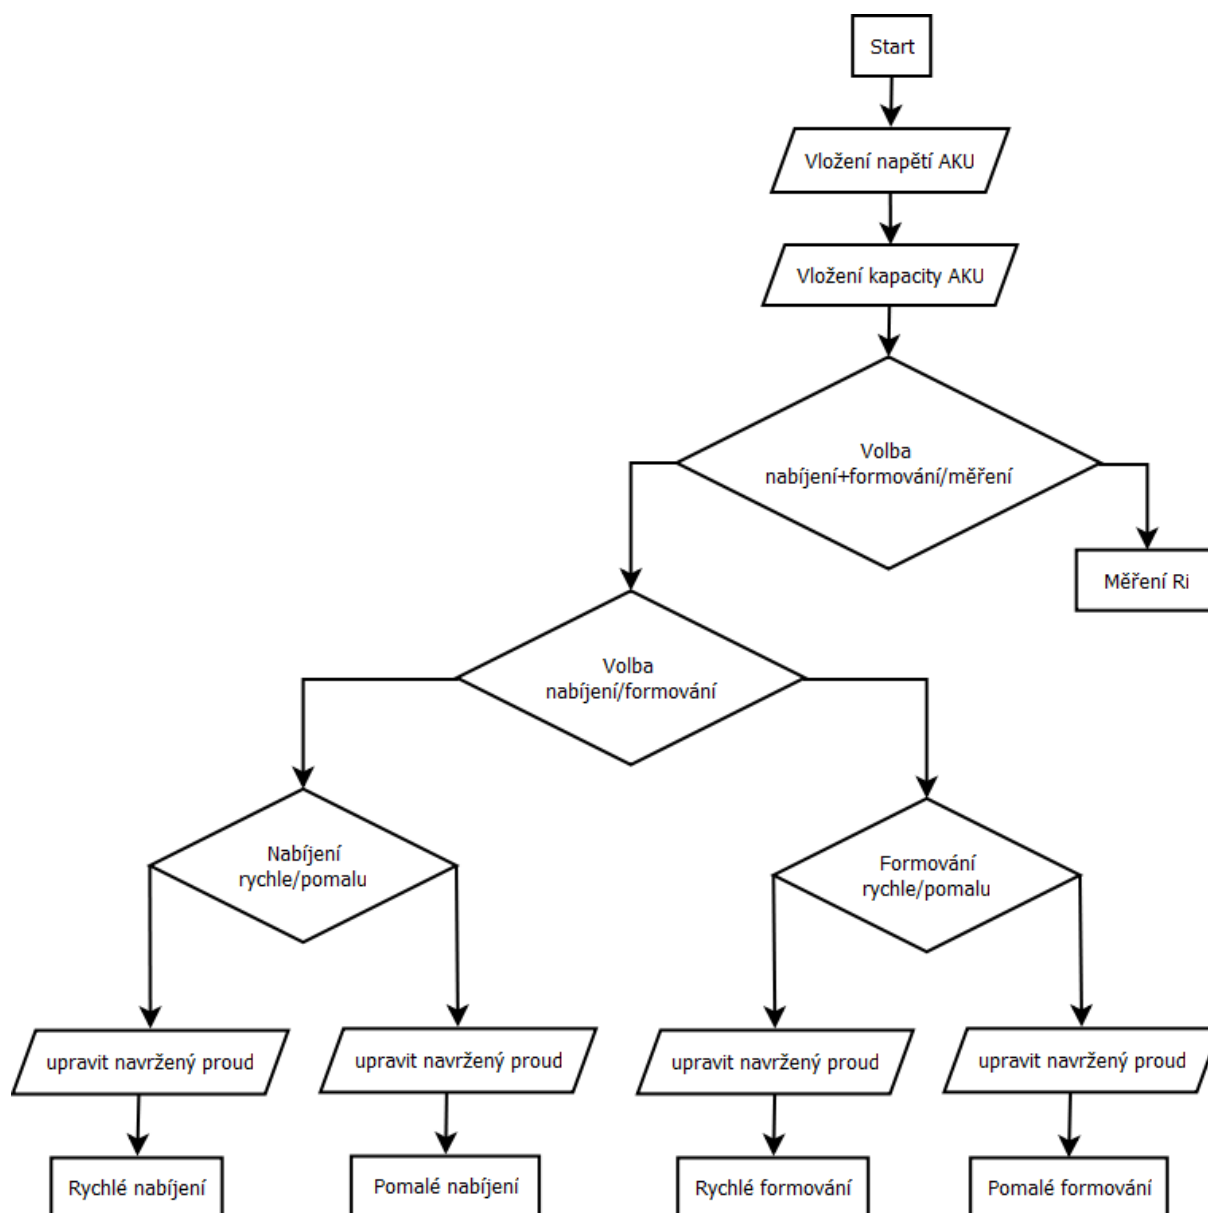 Start
Vložení napětí AKU
Vložení kapacity AKU
Volba
nabíjení+formování/měření
Měření Ri
Volba
nabíjení/formování
Nabíjení
rychle/pomalu
Formování
rychle/pomalu
upravit navržený proud
upravit navržený proud
upravit navržený proud
upravit navržený proud
Rychlé nabíjení
Pomalé nabíjení
Rychlé formování
Pomalé formování